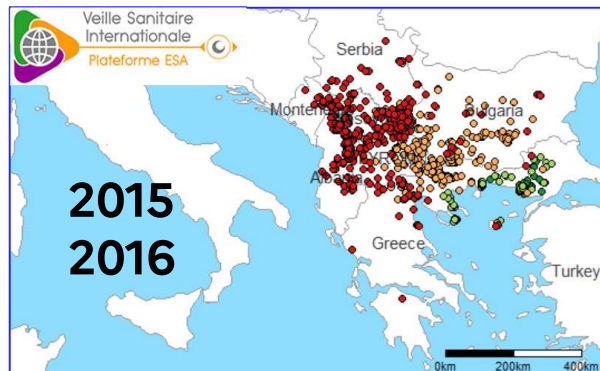 Veille Sanitaire
Internationale
Plateforme ESA
Serbia
Bulgaria
Greece
Turkey
2015
2016
0km 200km 400km